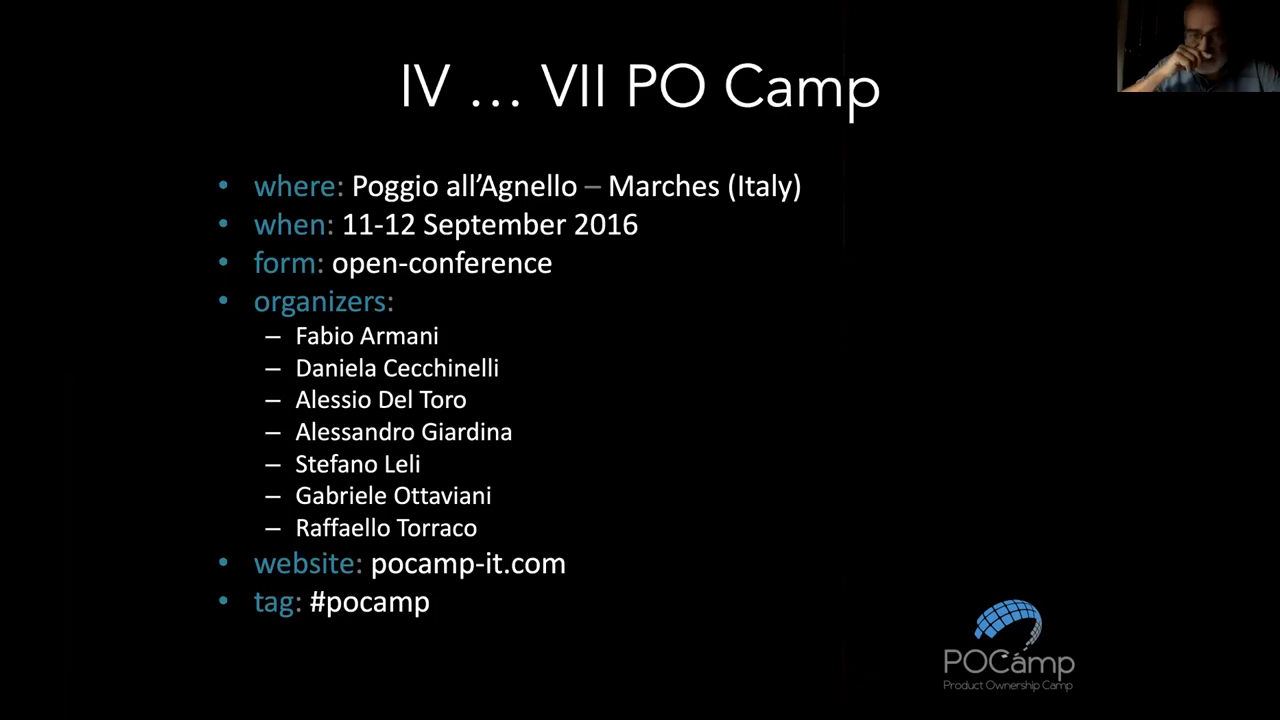 IV … VII PO Camp
• where: Poggio all’Agnello – Marches (Italy)
• when: 11-12 September 2016
• form: open-conference
• organizers:
– Fabio Armani
– Daniela Cecchinelli
– Alessio Del Toro
– Alessandro Giardina
– Stefano Leli
– Gabriele Ottaviani
– Raffaello Torraco
• website: pocamp-it.com
• tag: #pocamp
POCamp
Product Ownership Camp